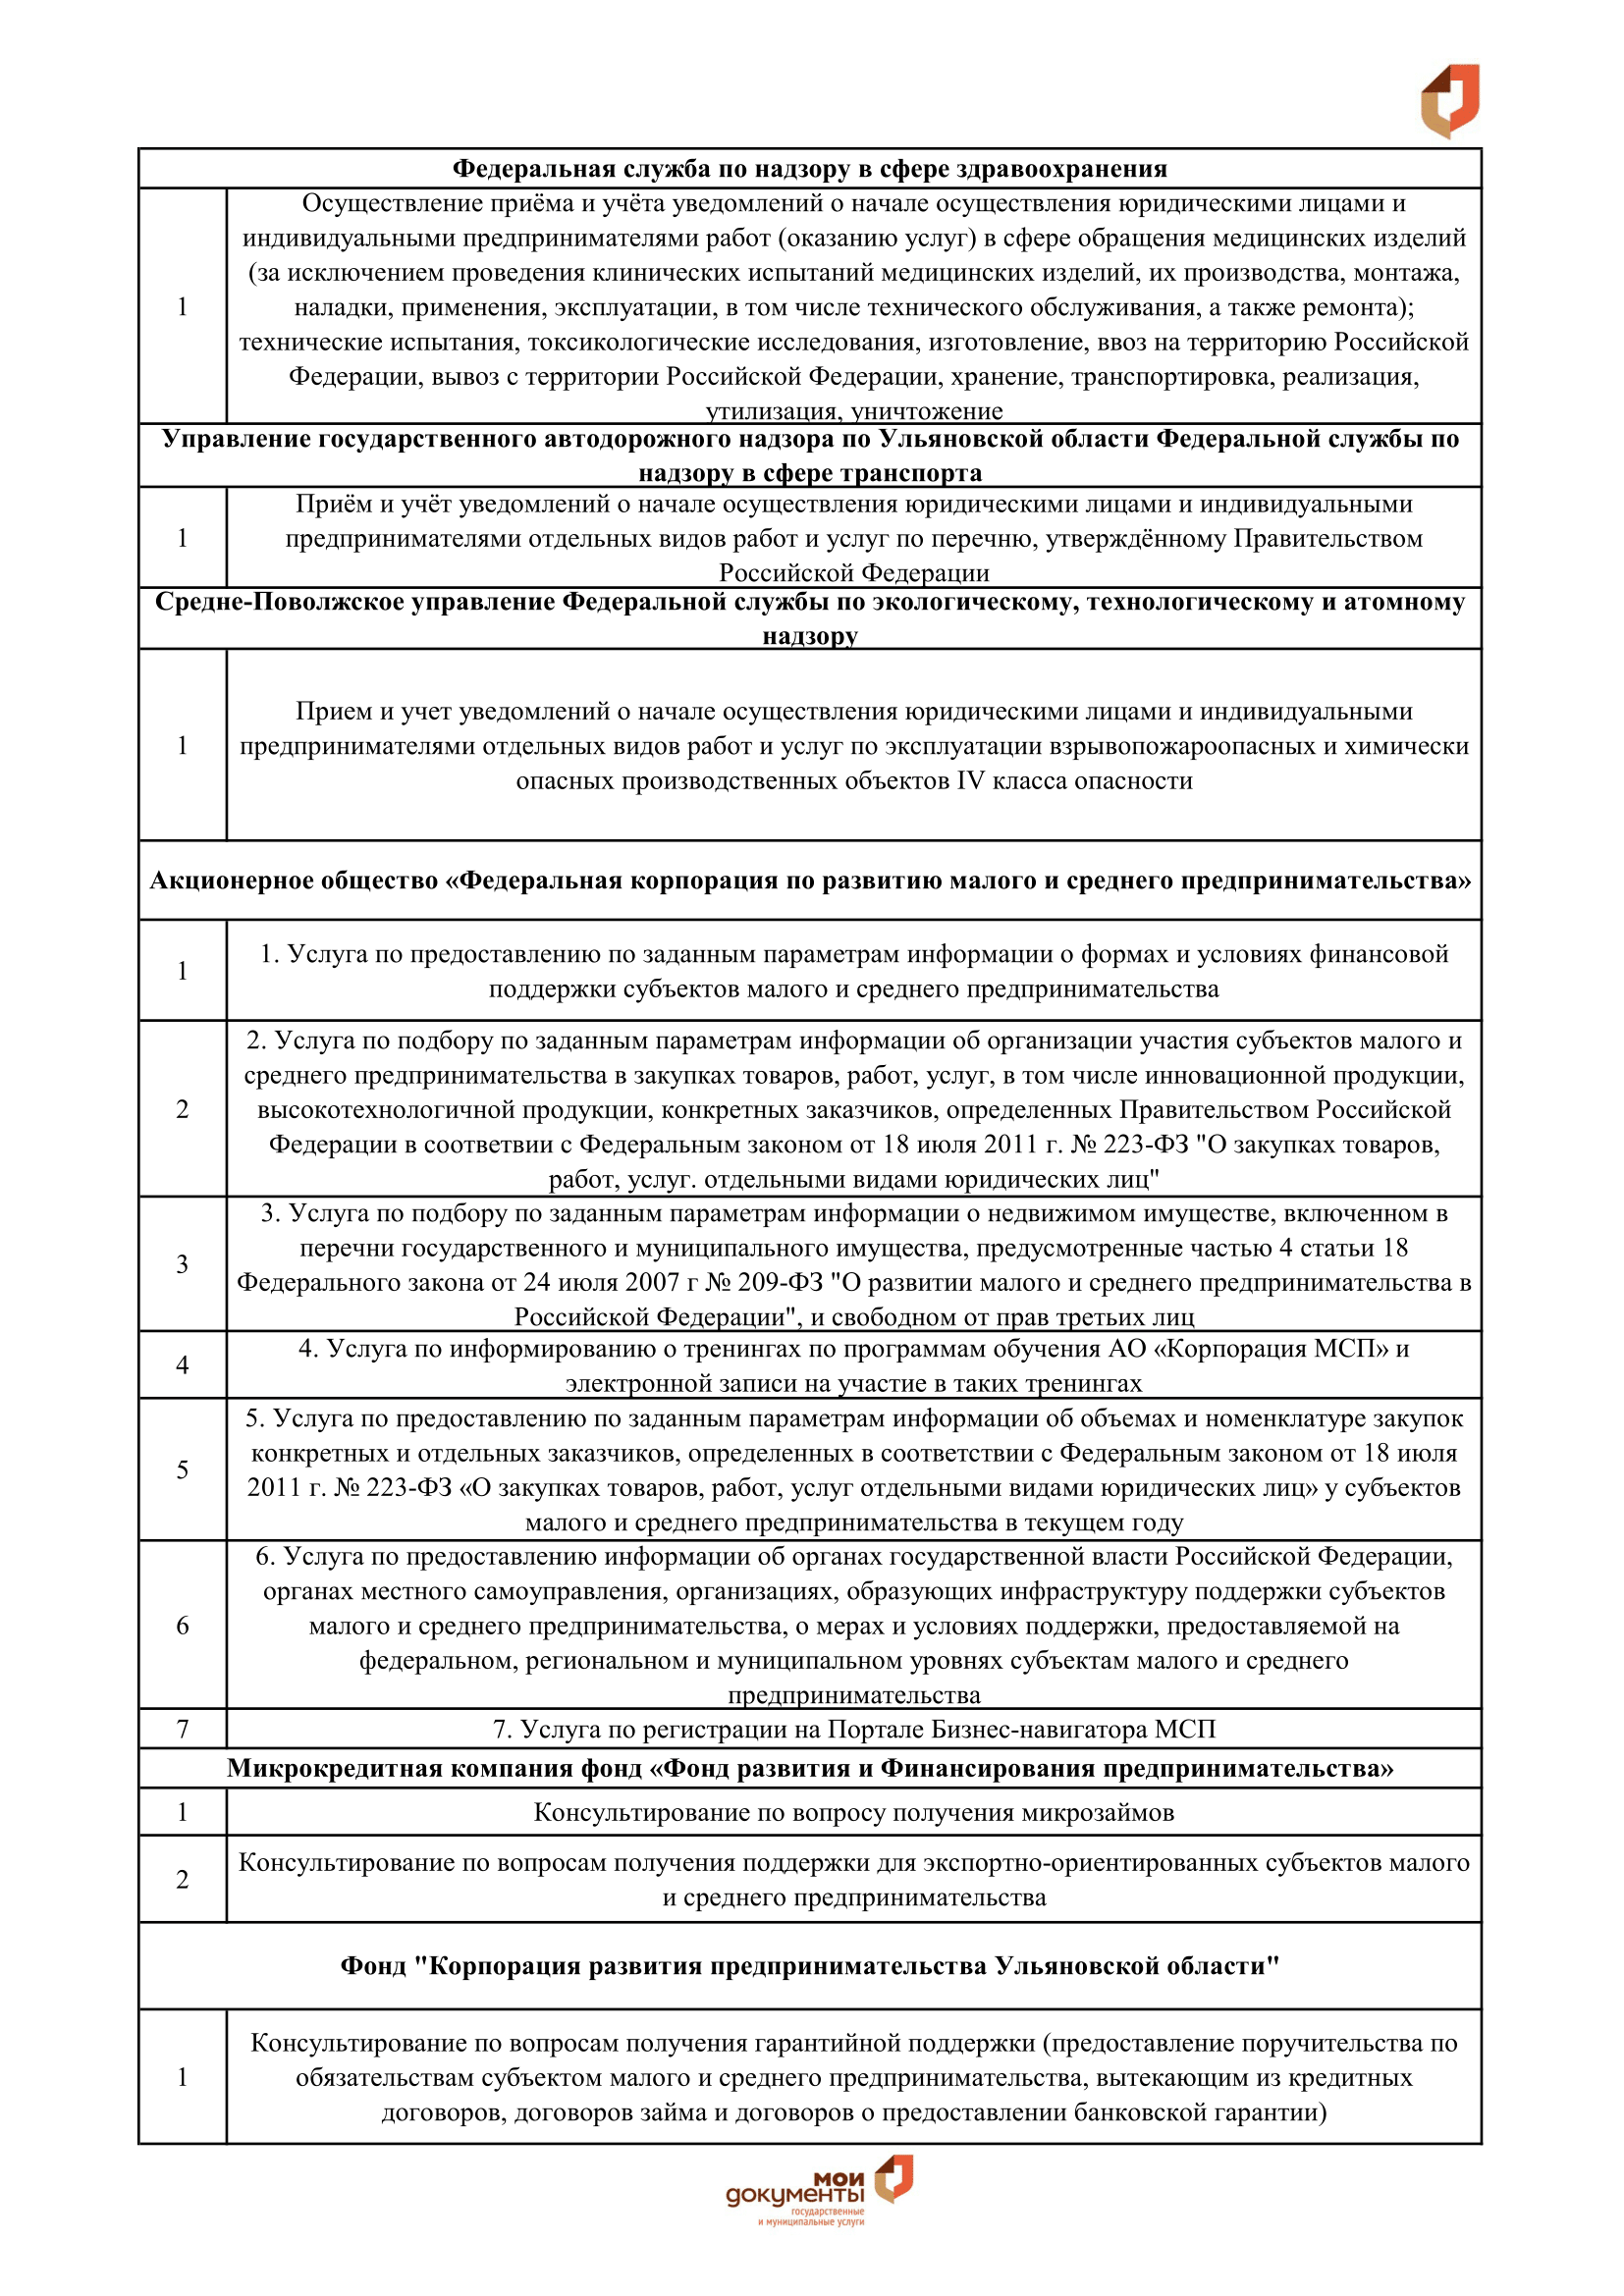 Федеральная служба по надзору в сфере здравоохранения
Осуществление приёма и учёта уведомлений о начале осуществления юридическими лицами и
индивидуальными предпринимателями работ (оказанию услуг) в сфере обращения медицинских изделий
(за исключением проведения клинических испытаний медицинских изделий, их производства, монтажа,
1 наладки, применения, эксплуатации, в том числе технического обслуживания, а также ремонта);
технические испытания, токсикологические исследования, изготовление, ввоз на территорию Российской
Федерации, вывоз с территории Российской Федерации, хранение, транспортировка, реализация,
утилизация, уничтожение
Управление государственного автодорожного надзора по Ульяновской области Федеральной службы по
надзору в сфере транспорта
Приём и учёт уведомлений о начале осуществления юридическими лицами и индивидуальными
1 предпринимателями отдельных видов работ и услуг по перечню, утверждённому Правительством
Российской Федерации
Средне-Поволжское управление Федеральной службы по экологическому, технологическому и атомному
надзору
Прием и учет уведомлений о начале осуществления юридическими лицами и индивидуальными
1 предпринимателями отдельных видов работ и услуг по эксплуатации взрывопожароопасных и химически
опасных производственных объектов IV класса опасности
Акционерное общество «Федеральная корпорация по развитию малого и среднего предпринимательства»
1
1. Услуга по предоставлению по заданным параметрам информации о формах и условиях финансовой
поддержки субъектов малого и среднего предпринимательства
2. Услуга по подбору по заданным параметрам информации об организации участия субъектов малого и
среднего предпринимательства в закупках товаров, работ, услуг, в том числе инновационной продукции,
2 высокотехнологичной продукции, конкретных заказчиков, определенных Правительством Российской
Федерации в соответвии с Федеральным законом от 18 июля 2011 г. № 223-ФЗ "О закупках товаров,
работ, услуг. отдельными видами юридических лиц"
3
3. Услуга по подбору по заданным параметрам информации о недвижимом имуществе, включенном в
перечни государственного и муниципального имущества, предусмотренные частью 4 статьи 18
Федерального закона от 24 июля 2007 г № 209-ФЗ "О развитии малого и среднего предпринимательства в
Российской Федерации", и свободном от прав третьих лиц
4
4. Услуга по информированию о тренингах по программам обучения АО «Корпорация МСП» и
электронной записи на участие в таких тренингах
5
5. Услуга по предоставлению по заданным параметрам информации об объемах и номенклатуре закупок
конкретных и отдельных заказчиков, определенных в соответствии с Федеральным законом от 18 июля
2011 г. № 223-ФЗ «О закупках товаров, работ, услуг отдельными видами юридических лиц» у субъектов
малого и среднего предпринимательства в текущем году
6. Услуга по предоставлению информации об органах государственной власти Российской Федерации,
органах местного самоуправления, организациях, образующих инфраструктуру поддержки субъектов
6 малого и среднего предпринимательства, о мерах и условиях поддержки, предоставляемой на
федеральном, региональном и муниципальном уровнях субъектам малого и среднего
предпринимательства
7 7. Услуга по регистрации на Портале Бизнес-навигатора МСП
Микрокредитная компания фонд «Фонд развития и Финансирования предпринимательства»
1 Консультирование по вопросу получения микрозаймов
2
Консультирование по вопросам получения поддержки для экспортно-ориентированных субъектов малого
и среднего предпринимательства
Фонд "Корпорация развития предпринимательства Ульяновской области"
Консультирование по вопросам получения гарантийной поддержки (предоставление поручительства по
1 обязательствам субъектом малого и среднего предпринимательства, вытекающим из кредитных
договоров, договоров займа и договоров о предоставлении банковской гарантии)
мои
документы
государственные
и муниципальные услуги